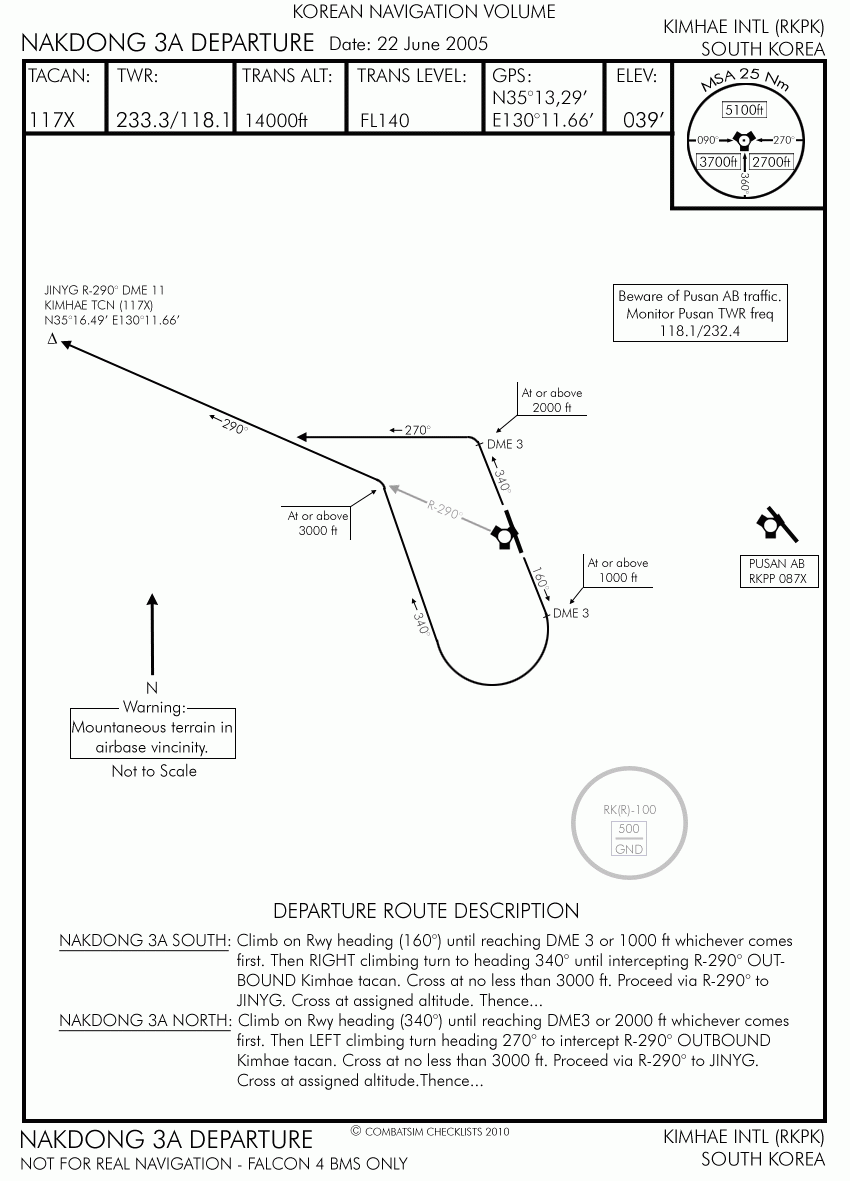 KOREAN NAVIGATION VOLUME
NAKDONG 3A DEPARTURE Date: 22 June 2005
KIMHAE INTL (RKPK)
SOUTH KOREA
TACAN:
117X
TWR:
233.3/118.1
TRANS ALT:
14000ft
TRANS LEVEL:
FL140
GPS:
N35°13,29’
E130°11.66’
ELEV:
039’
MSA 25 Nm
5100ft
090°
270°
3700ft
2700ft
360°
JINYG R-290° DME 11
KIMHAE TCN (117X)
N35°16.49’ E130°11.66’
Beware of Pusan AB traffic.
Monitor Pusan TWR freq
118.1/232.4
At or above
2000 ft
290°
270°
DME 3
340°
R-290°
At or above
3000 ft
At or above
1000 ft
160°
DME 3
340°
PUSAN AB
RKPP 087X
N
Warning:
Mountaneous terrain in
airbase vincinity.
Not to Scale
RK(R)-100
500
GND
DEPARTURE ROUTE DESCRIPTION
NAKDONG 3A SOUTH: Climb on Rwy heading (160°) until reaching DME 3 or 1000 ft whichever comes
first. Then RIGHT climbing turn to heading 340° until intercepting R-290° OUT-
BOUND Kimhae tacan. Cross at no less than 3000 ft. Proceed via R-290° to
JINYG. Cross at assigned altitude. Thence...
NAKDONG 3A NORTH: Climb on Rwy heading (340°) until reaching DME3 or 2000 ft whichever comes
first. Then LEFT climbing turn heading 270° to intercept R-290° OUTBOUND
Kimhae tacan. Cross at no less than 3000 ft. Proceed via R-290° to JINYG.
Cross at assigned altitude.Thence...
NAKDONG 3A DEPARTURE
© COMBATSIM CHECKLISTS 2010
KIMHAE INTL (RKPK)
NOT FOR REAL NAVIGATION - FALCON 4 BMS ONLY
SOUTH KOREA